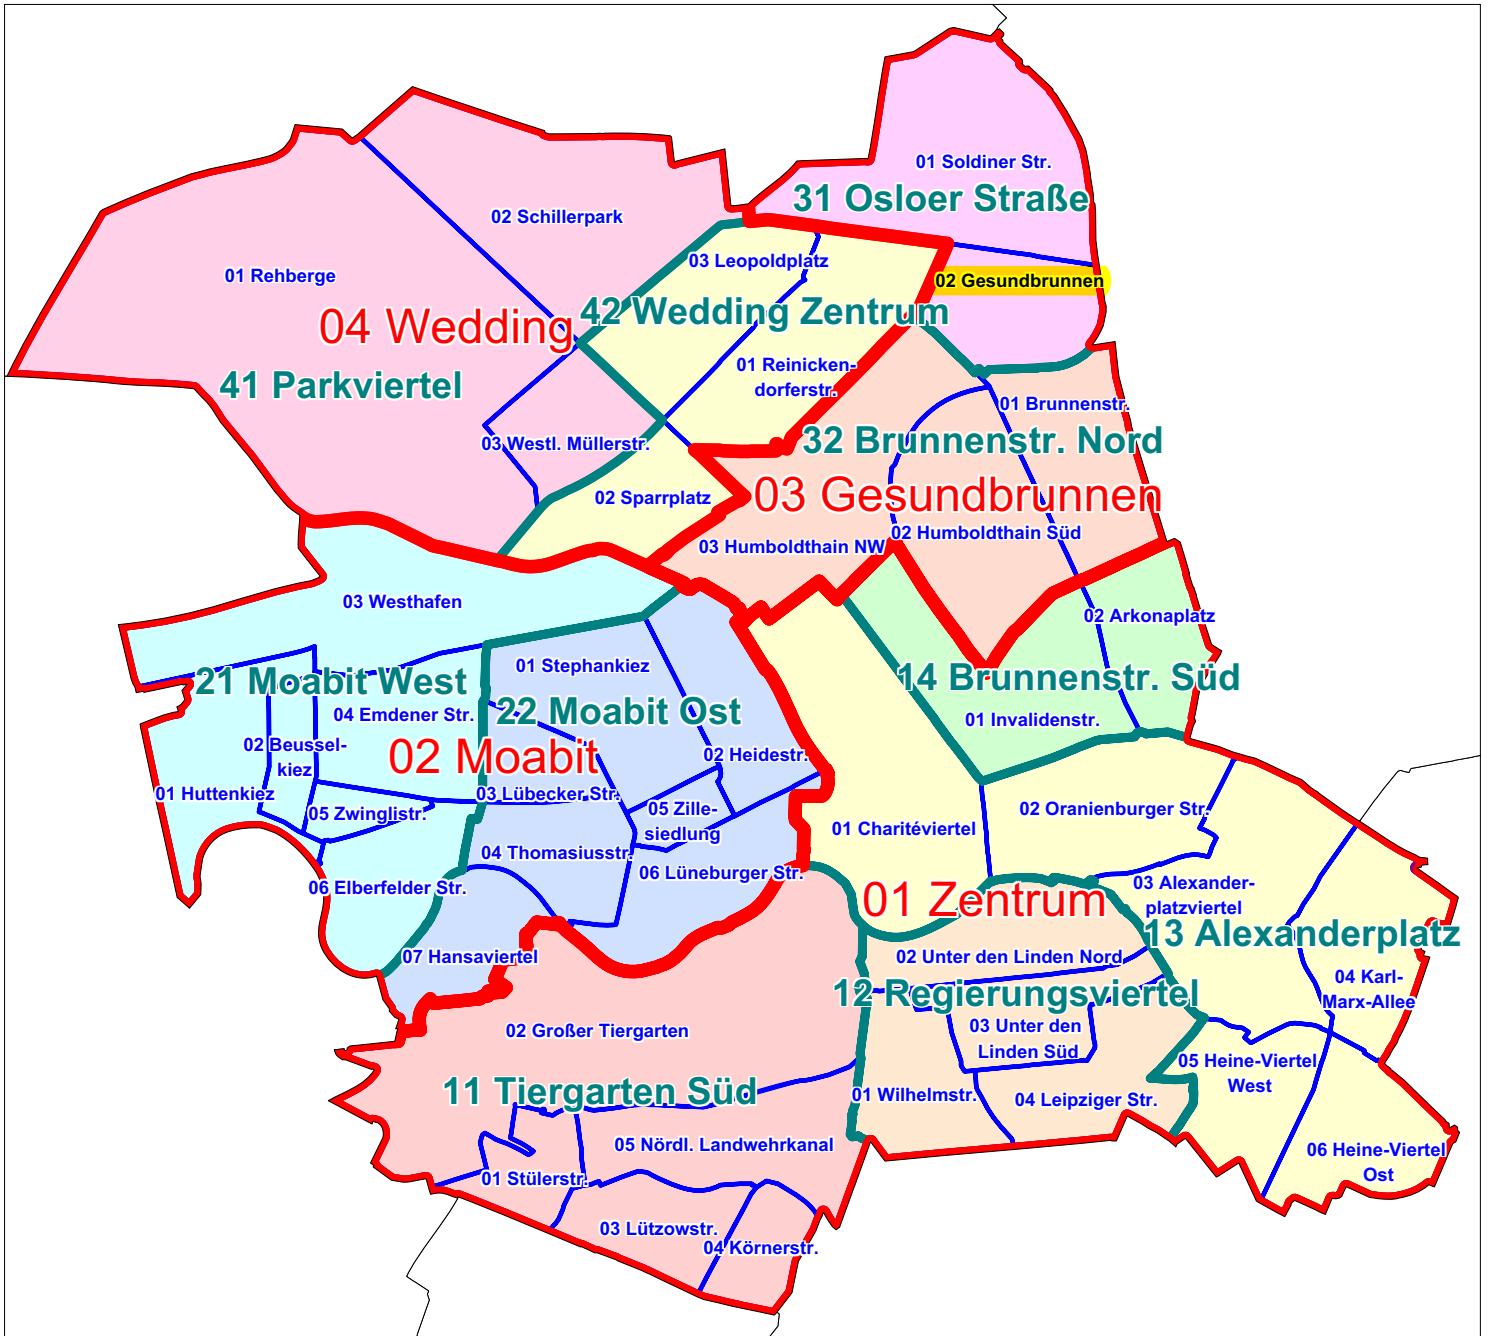 01 Soldiner Str.
31 Osloer Straße
02 Schillerpark
03 Leopoldplatz
01 Rehberge
02 Gesundbrunnen
04 Wedding
42 Wedding Zentrum
01 Reinicken-
dorferstr.
41 Parkviertel
01 Brunnenstr.
03 Westl. Müllerstr.
32 Brunnenstr. Nord
02 Sparrplatz
03 Gesundbrunnen
02 Humboldthain Süd
03 Humboldthain NW
03 Westhafen
02 Arkonaplatz
01 Stephankiez
21 Moabit West
14 Brunnenstr. Süd
04 Emdener Str.
22 Moabit Ost
01 Invalidenstr.
02 Beussel-
kiez
02 Moabit
02 Heidestr.
01 Huttenkiez
03 Lübecker Str.
05 Zwinglistr.
05 Zille-
siedlung
02 Oranienburger Str.
01 Charitéviertel
04 Thomasiusstr.
06 Lüneburger Str.
06 Elberfelder Str.
03 Alexander-
platzviertel
01 Zentrum
13 Alexanderplatz
07 Hansaviertel
02 Unter den Linden Nord
04 Karl-
Marx-Allee
12 Regierungsviertel
02 Großer Tiergarten
03 Unter den
Linden Süd
05 Heine-Viertel
West
11 Tiergarten Süd
01 Wilhelmstr.
04 Leipziger Str.
05 Nördl. Landwehrkanal
06 Heine-Viertel
Ost
01 Stülerstr.
03 Lützowstr.
04 Körnerstr.